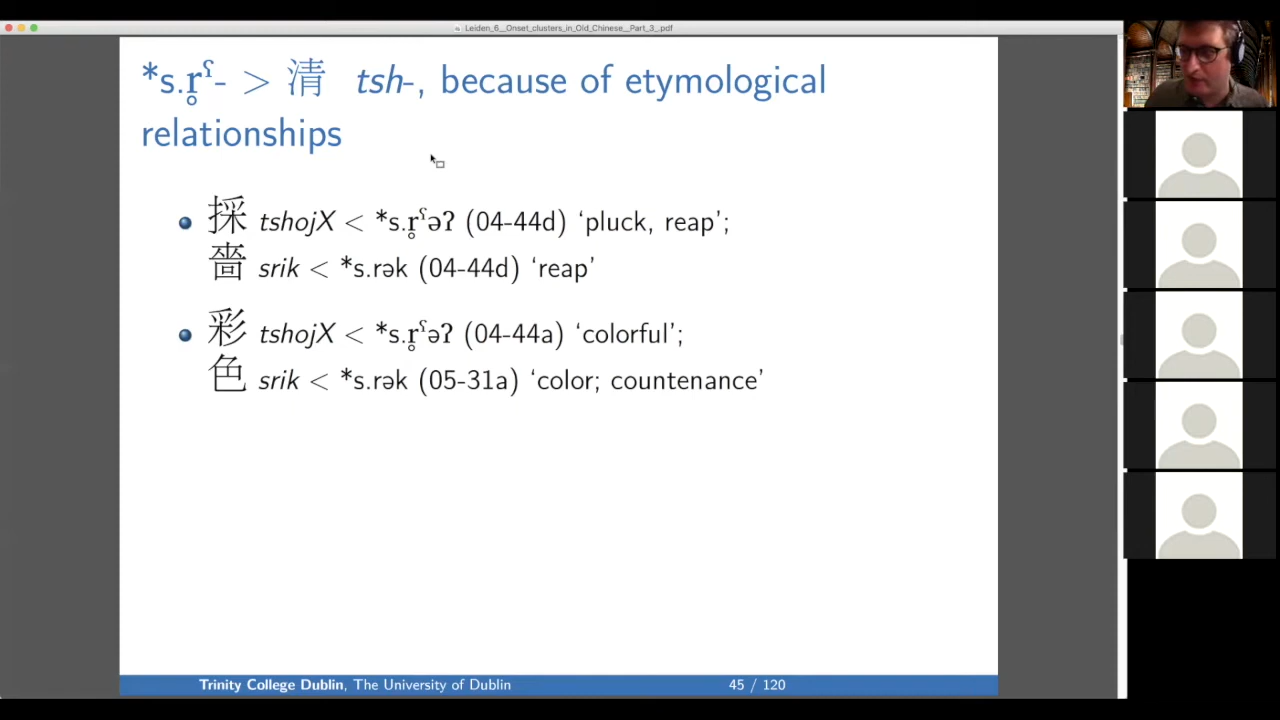 Leiden_6__Onset_clusters_in_Old_Chinese__Part_3_.pdf
*s.r̥ˤ- > 清 tsh-, because of etymological
relationships
採 tshojX < *s.r̥ˤəʔ (04-44d) ‘pluck, reap’;
嗇 srik < *s.rək (04-44d) ‘reap’
彩 tshojX < *s.r̥ˤəʔ (04-44a) ‘colorful’;
色 srik < *s.rək (05-31a) ‘color; countenance’
Trinity College Dublin, The University of Dublin 45 / 120